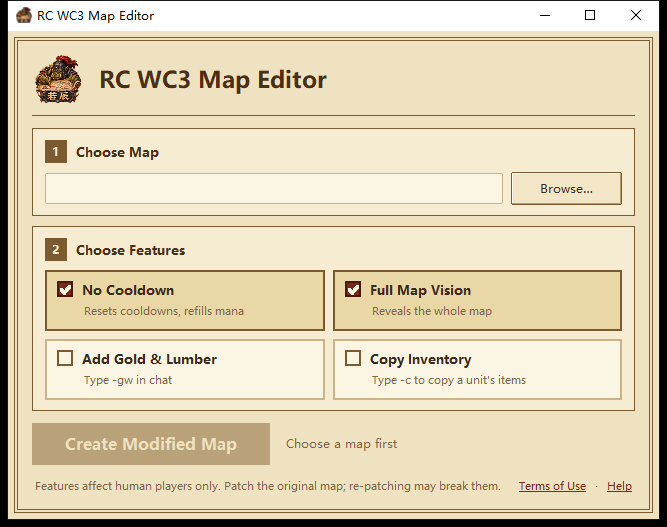 RC WC3 Map Editor
若辰
RC WC3 Map Editor
1 Choose Map
Browse...
2 Choose Features
No Cooldown
Resets cooldowns, refills mana
Full Map Vision
Reveals the whole map
Add Gold & Lumber
Type -gw in chat
Copy Inventory
Type -c to copy a unit's items
Create Modified Map
Choose a map first
Features affect human players only. Patch the original map; re-patching may break them.
Terms of Use · Help